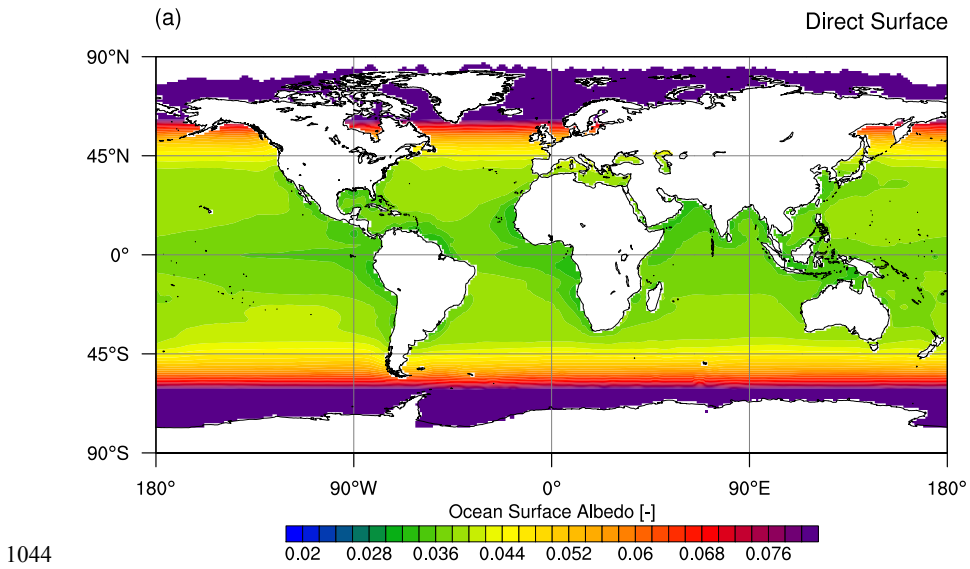 (a)
Direct Surface
90°N
45°N
0°
45°S
90°S
180° 90°W 0° 90°E 180°
Ocean Surface Albedo [-]
0.02 0.028 0.036 0.044 0.052 0.06 0.068 0.076
1044